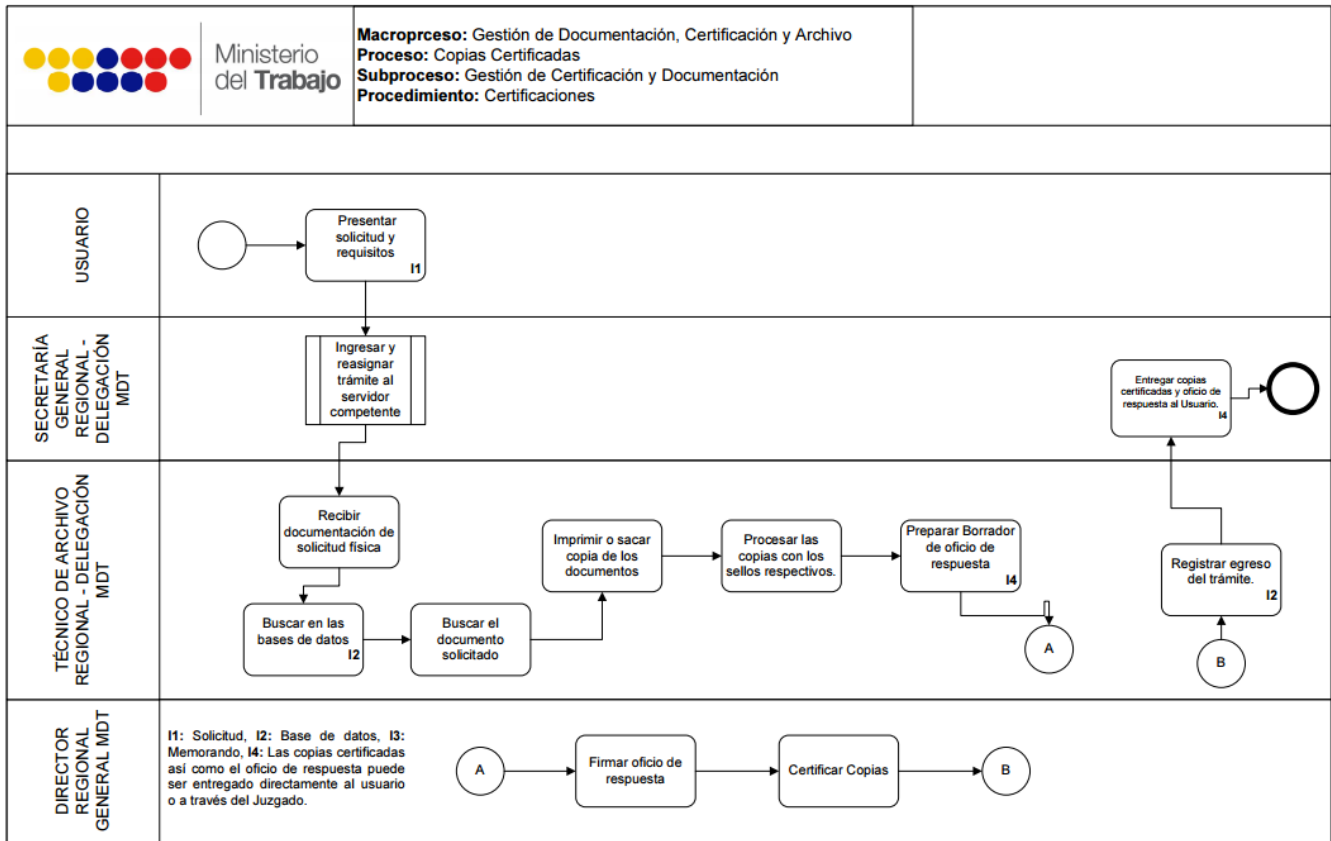 Ministerio
del Trabajo
Macroprceso: Gestión de Documentación, Certificación y Archivo
Proceso: Copias Certificadas
Subproceso: Gestión de Certificación y Documentación
Procedimiento: Certificaciones
USUARIO
Presentar
solicitud y
requisitos
I1
SECRETARÍA
GENERAL
REGIONAL -
DELEGACIÓN
MDT
Ingresar y
reasignar
trámite al
servidor
competente
Entregar copias
certificadas y oficio de
respuesta al Usuario.
I4
TÉCNICO DE ARCHIVO
REGIONAL - DELEGACIÓN
MDT
Recibir
documentación de
solicitud física
Buscar en las
bases de datos
I2
Buscar el
documento
solicitado
Imprimir o sacar
copia de los
documentos
Procesar las
copias con los
sellos respectivos.
Preparar Borrador
de oficio de
respuesta
I4
A
Registrar egreso
del trámite.
I2
B
DIRECTOR
REGIONAL
GENERAL MDT
I1: Solicitud, I2: Base de datos, I3:
Memorando, I4: Las copias certificadas
así como el oficio de respuesta puede
ser entregado directamente al usuario
o a través del Juzgado.
A
Firmar oficio de
respuesta
Certificar Copias
B